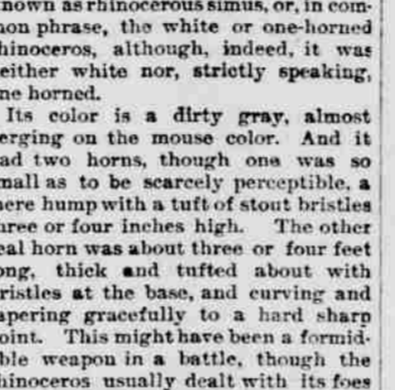 nown as rhinocerous simus, or, in com-
non phrase, the white or one-horned
hinoceros, although, indeed, it was
either white nor, strictly speaking,
ne horned.
Its color is a dirty gray, almost
erging on the mouse color. And it
ad two horns, though one was so
mall as to be scarcely perceptible, a
nere hump with a tuft of stout bristles
hree or four inches high. The other
eal horn was about three or four feet
ong, thick and tufted about with
ristles at the base, and curving and
apering gracefully to a hard sharp
oint. This might have been a formid-
ble weapon in a battle, though the
hinoceros usually dealt with its foes